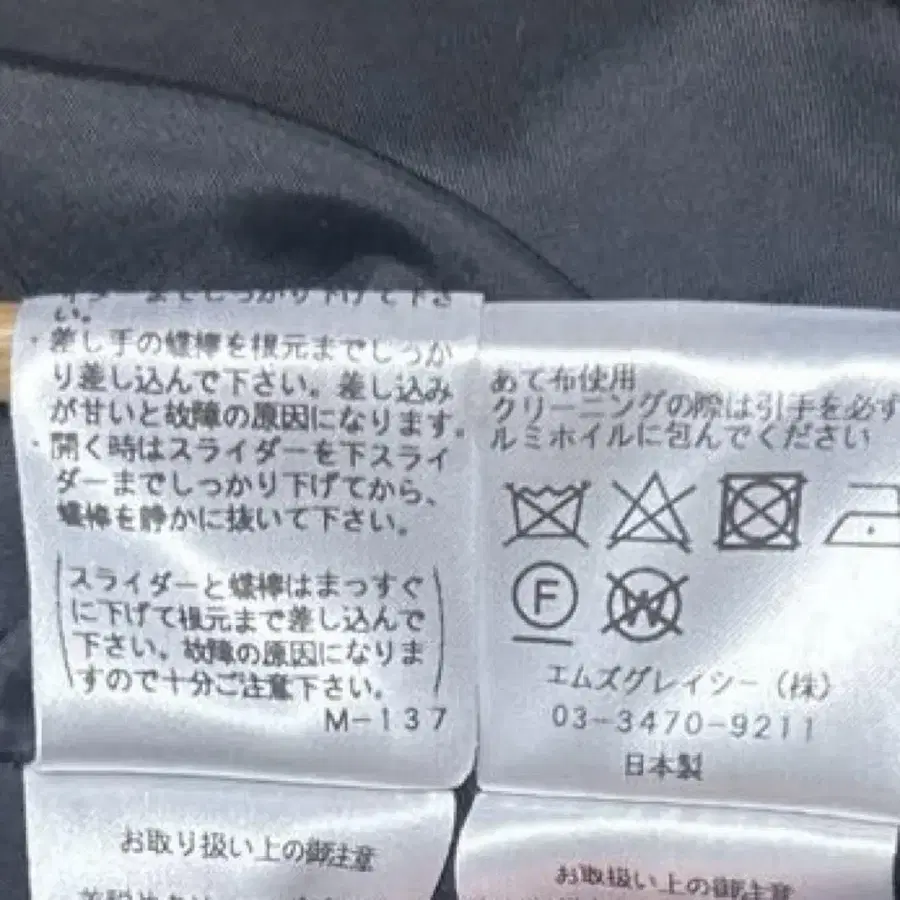 い。
・差し手の蝶棒を根元までしっか
り差し込んで下さい。差し込み
が甘いと故障の原因になります。
・開く時はスライダーを下スライ
ダーまでしっかり下げてから、
蝶棒を静かに抜いて下さい。
スライダーと蝶棒はまっすぐ
に下げて根元まで差し込んで
下さい。故障の原因になりま
すので十分ご注意下さい。
M-137
お取り扱い上の御注意
あて布使用
クリーニングの際は引手を必ず
ルミホイルに包んでください
F
W
エムズグレイシー(株)
03-3470-9211
日本製
お取扱い上の御注意